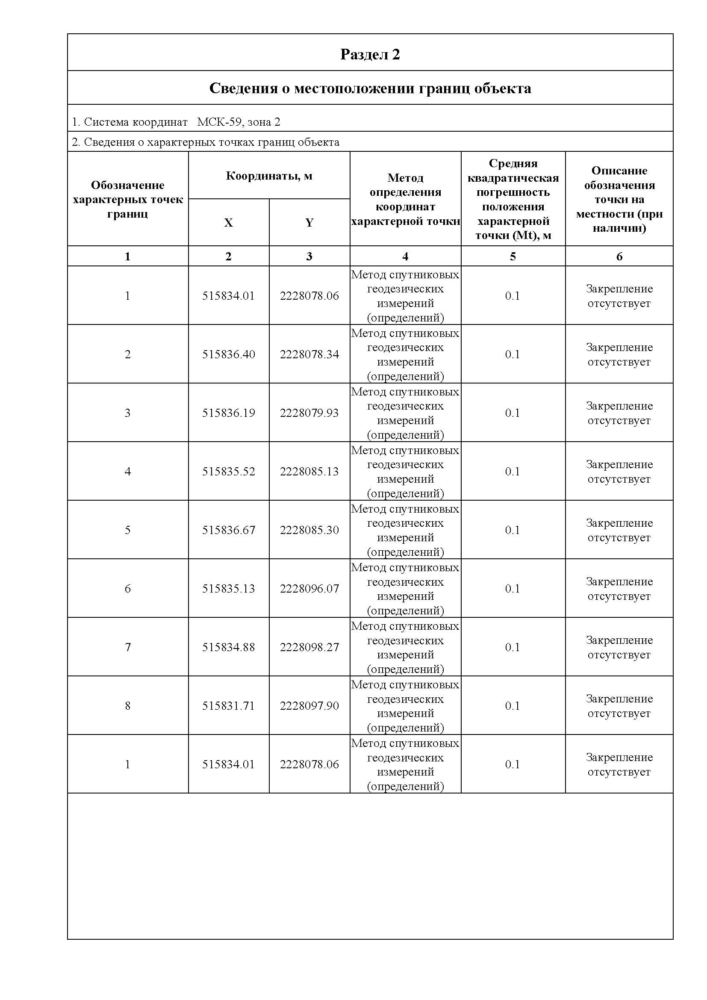 Раздел 2
Сведения о местоположении границ объекта
1. Система координат МСК-59, зона 2
2. Сведения о характерных точках границ объекта
Обозначение
характерных точек
границ
Координаты, м
X
Y
Метод
определения
координат
характерной точки
Средняя
квадратическая
погрешность
положения
характерной
точки (Mt), м
Описание
обозначения
точки на
местности (при
наличии)
1
2
3
4
5
6
1
515834.01
2228078.06
Метод спутниковых
геодезических
измерений
(определений)
0.1
Закрепление
отсутствует
2
515836.40
2228078.34
Метод спутниковых
геодезических
измерений
(определений)
0.1
Закрепление
отсутствует
3
515836.19
2228079.93
Метод спутниковых
геодезических
измерений
(определений)
0.1
Закрепление
отсутствует
4
515835.52
2228085.13
Метод спутниковых
геодезических
измерений
(определений)
0.1
Закрепление
отсутствует
5
515836.67
2228085.30
Метод спутниковых
геодезических
измерений
(определений)
0.1
Закрепление
отсутствует
6
515835.13
2228096.07
Метод спутниковых
геодезических
измерений
(определений)
0.1
Закрепление
отсутствует
7
515834.88
2228098.27
Метод спутниковых
геодезических
измерений
(определений)
0.1
Закрепление
отсутствует
8
515831.71
2228097.90
Метод спутниковых
геодезических
измерений
(определений)
0.1
Закрепление
отсутствует
1
515834.01
2228078.06
Метод спутниковых
геодезических
измерений
(определений)
0.1
Закрепление
отсутствует